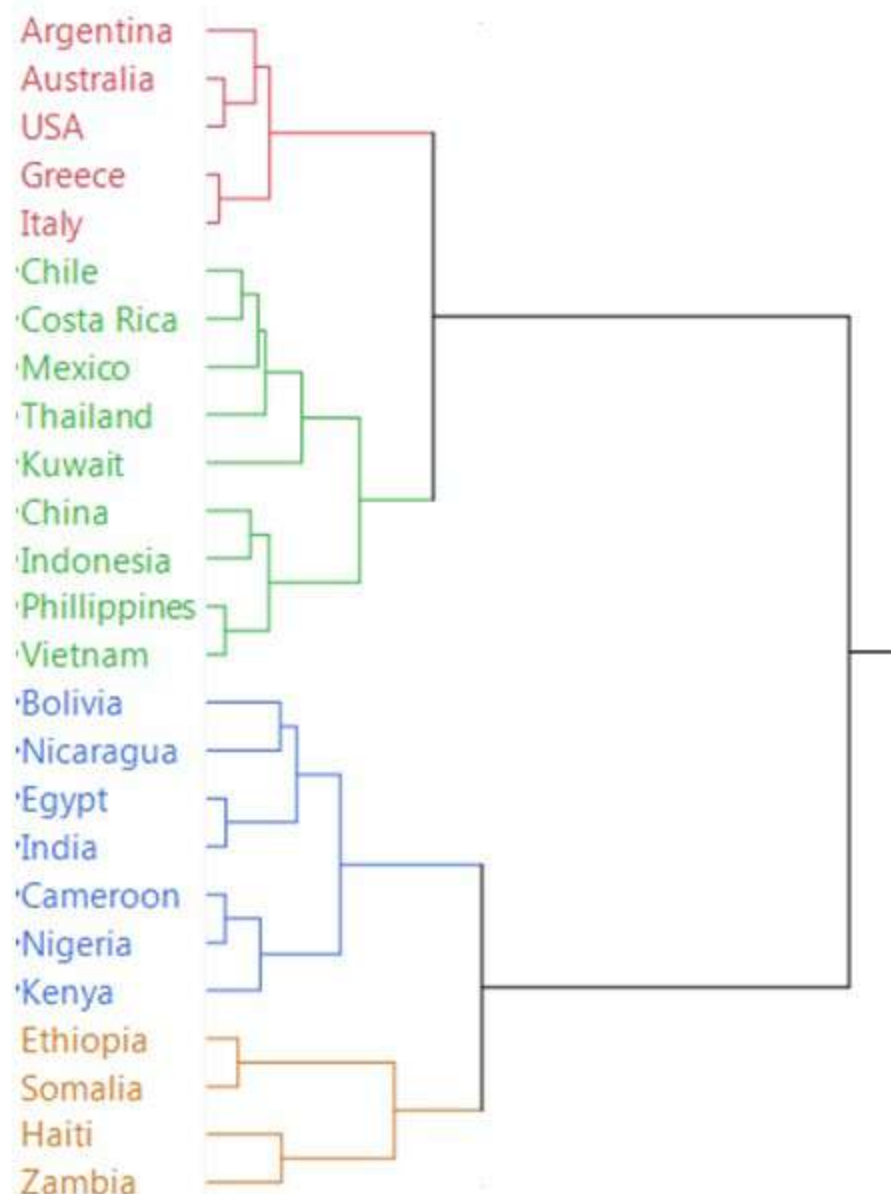 Argentina
Australia
USA
Greece
Italy
Chile
Costa Rica
Mexico
Thailand
Kuwait
China
Indonesia
Phillippines
Vietnam
Bolivia
Nicaragua
Egypt
India
Cameroon
Nigeria
Kenya
Ethiopia
Somalia
Haiti
Zambia